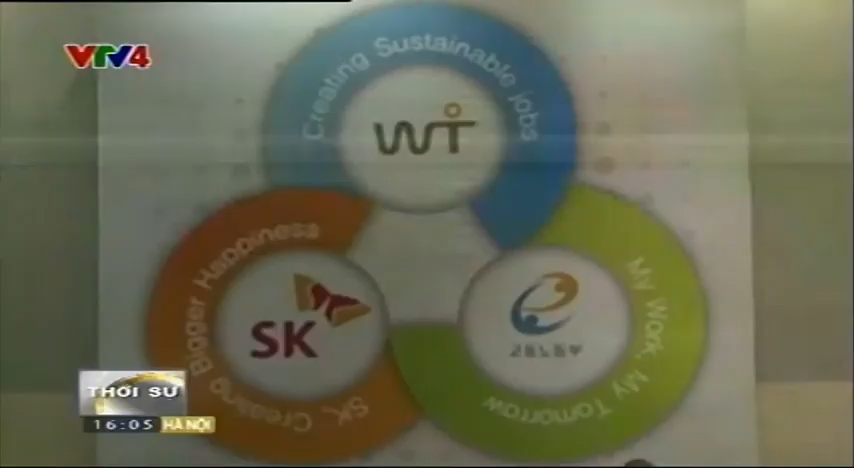 VTV4
Creating Sustainable jobs
WiT
SK, Creating Bigger Happiness
SK
My Work, My Tomorrow
THỜI SỰ
16:05 HÀ NỘI